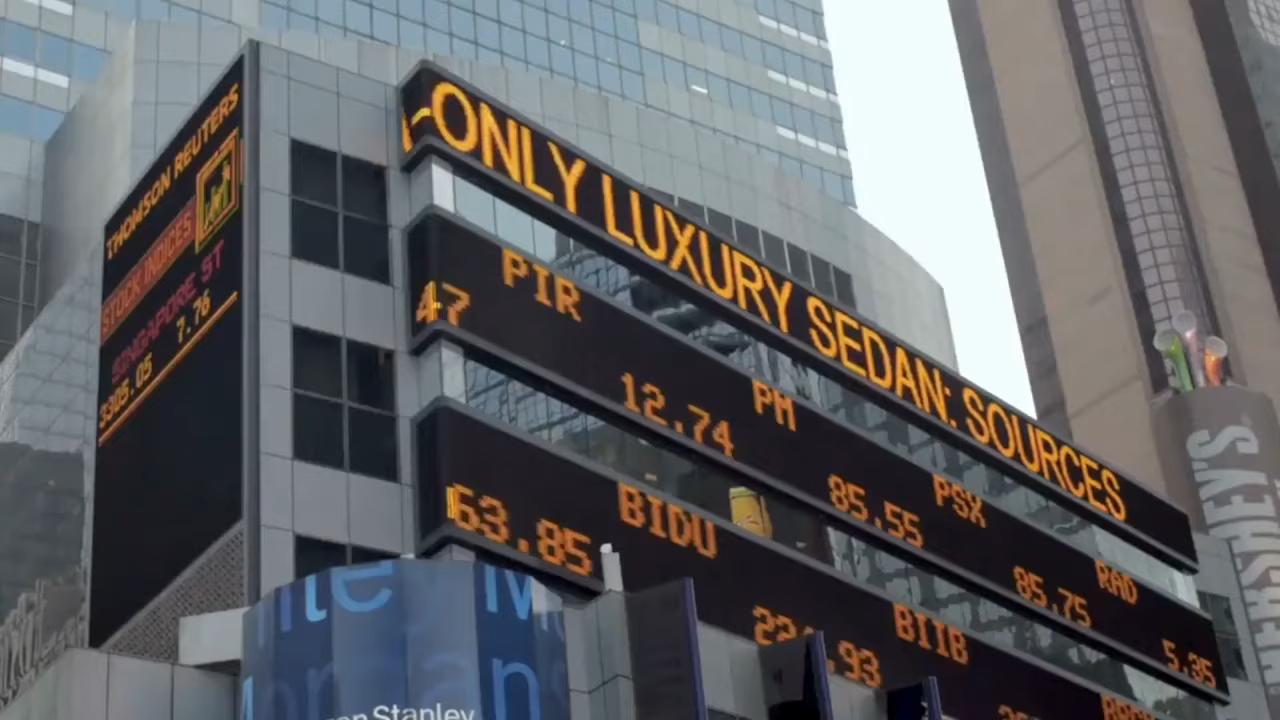 THOMSON REUTERS
STOCK INDICES
SINGAPORE ST
3305.05 7.76
-ONLY LUXURY SEDAN: SOURCES
47 PIR 12.74 PM 85.55 PSX 85.75 RAD 5.35
63.85 BIDU .93 BIIB
HERSHEY'S
Stanley